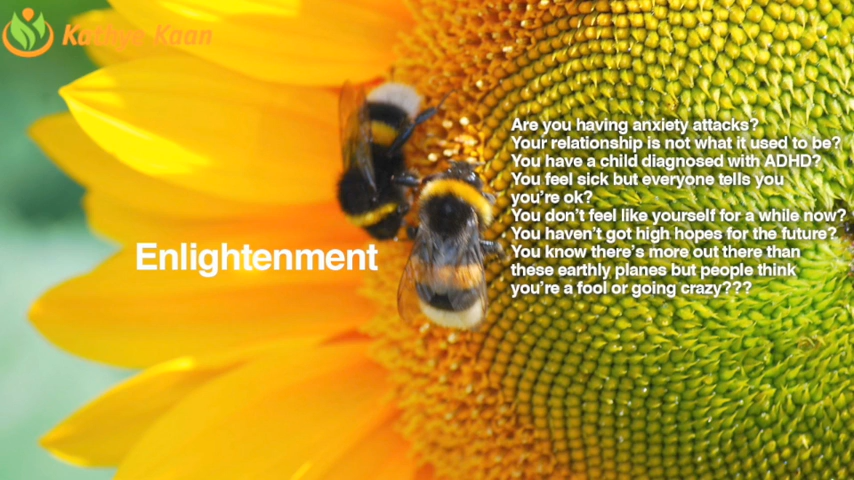 Kathye Kaan
Enlightenment
Are you having anxiety attacks?
Your relationship is not what it used to be?
You have a child diagnosed with ADHD?
You feel sick but everyone tells you
you're ok?
You don't feel like yourself for a while now?
You haven't got high hopes for the future?
You know there's more out there than
these earthly planes but people think
you're a fool or going crazy???